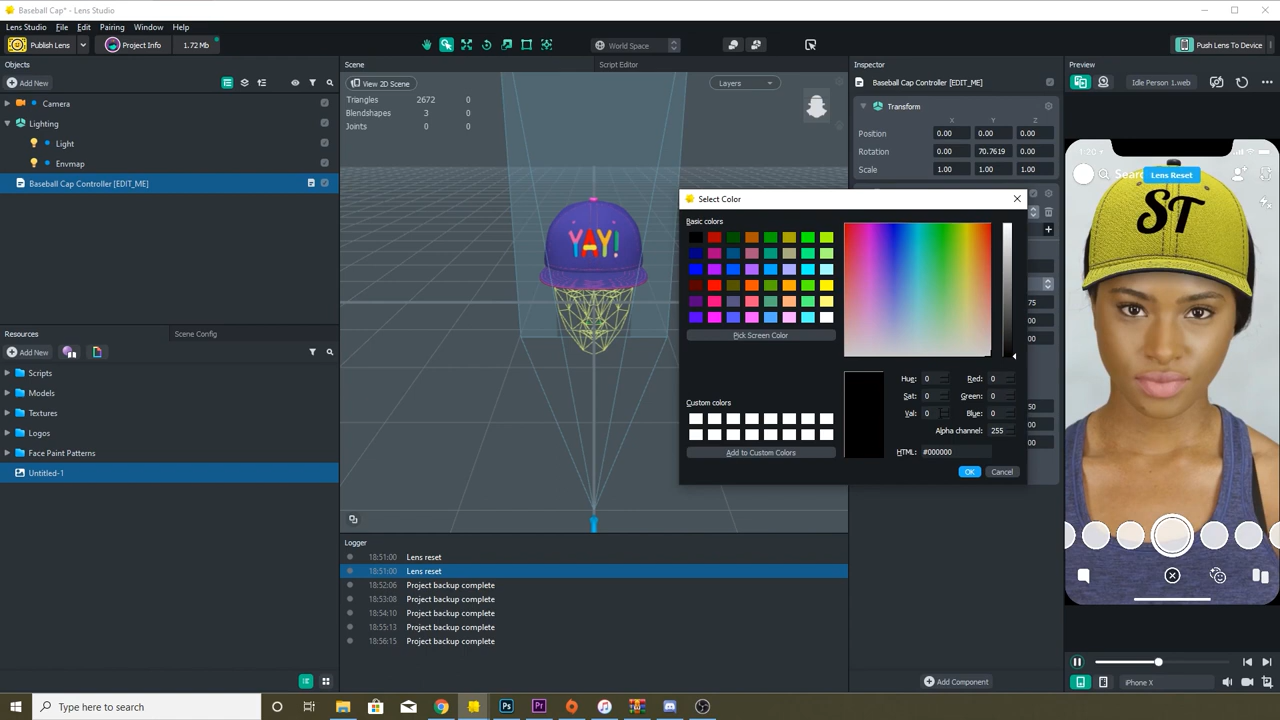 Baseball Cap* - Lens Studio
Lens Studio File Edit Pairing Window Help
Publish Lens Project Info 1.72 Mb World Space Push Lens To Device
Objects
Add New
Camera
Lighting
Light
Envmap
Baseball Cap Controller [EDIT_ME]
Resources Scene Config
Add New
Scripts
Models
Textures
Logos
Face Paint Patterns
Untitled-1
Scene Script Editor
View 2D Scene Layers
Triangles 2672 0
Blendshapes 3 0
Joints 0 0
YAY!
Logger
18:51:00 Lens reset
18:51:00 Lens reset
18:52:06 Project backup complete
18:53:08 Project backup complete
18:54:10 Project backup complete
18:55:13 Project backup complete
18:56:15 Project backup complete
Inspector
Baseball Cap Controller [EDIT_ME]
Transform
X Y Z
Position 0.00 0.00 0.00
Rotation 0.00 70.7619 0.00
Scale 1.00 1.00 1.00
Select Color
Basic colors
Pick Screen Color
Custom colors
Add to Custom Colors
Hue: 0 Red: 0
Sat: 0 Green: 0
Val: 0 Blue: 0
Alpha channel: 255
HTML: #000000
OK Cancel
75
00
00
50
00
00
Add Component
Preview
Idle Person 1.web
1:20
Lens Reset
ST
iPhone X
Type here to search